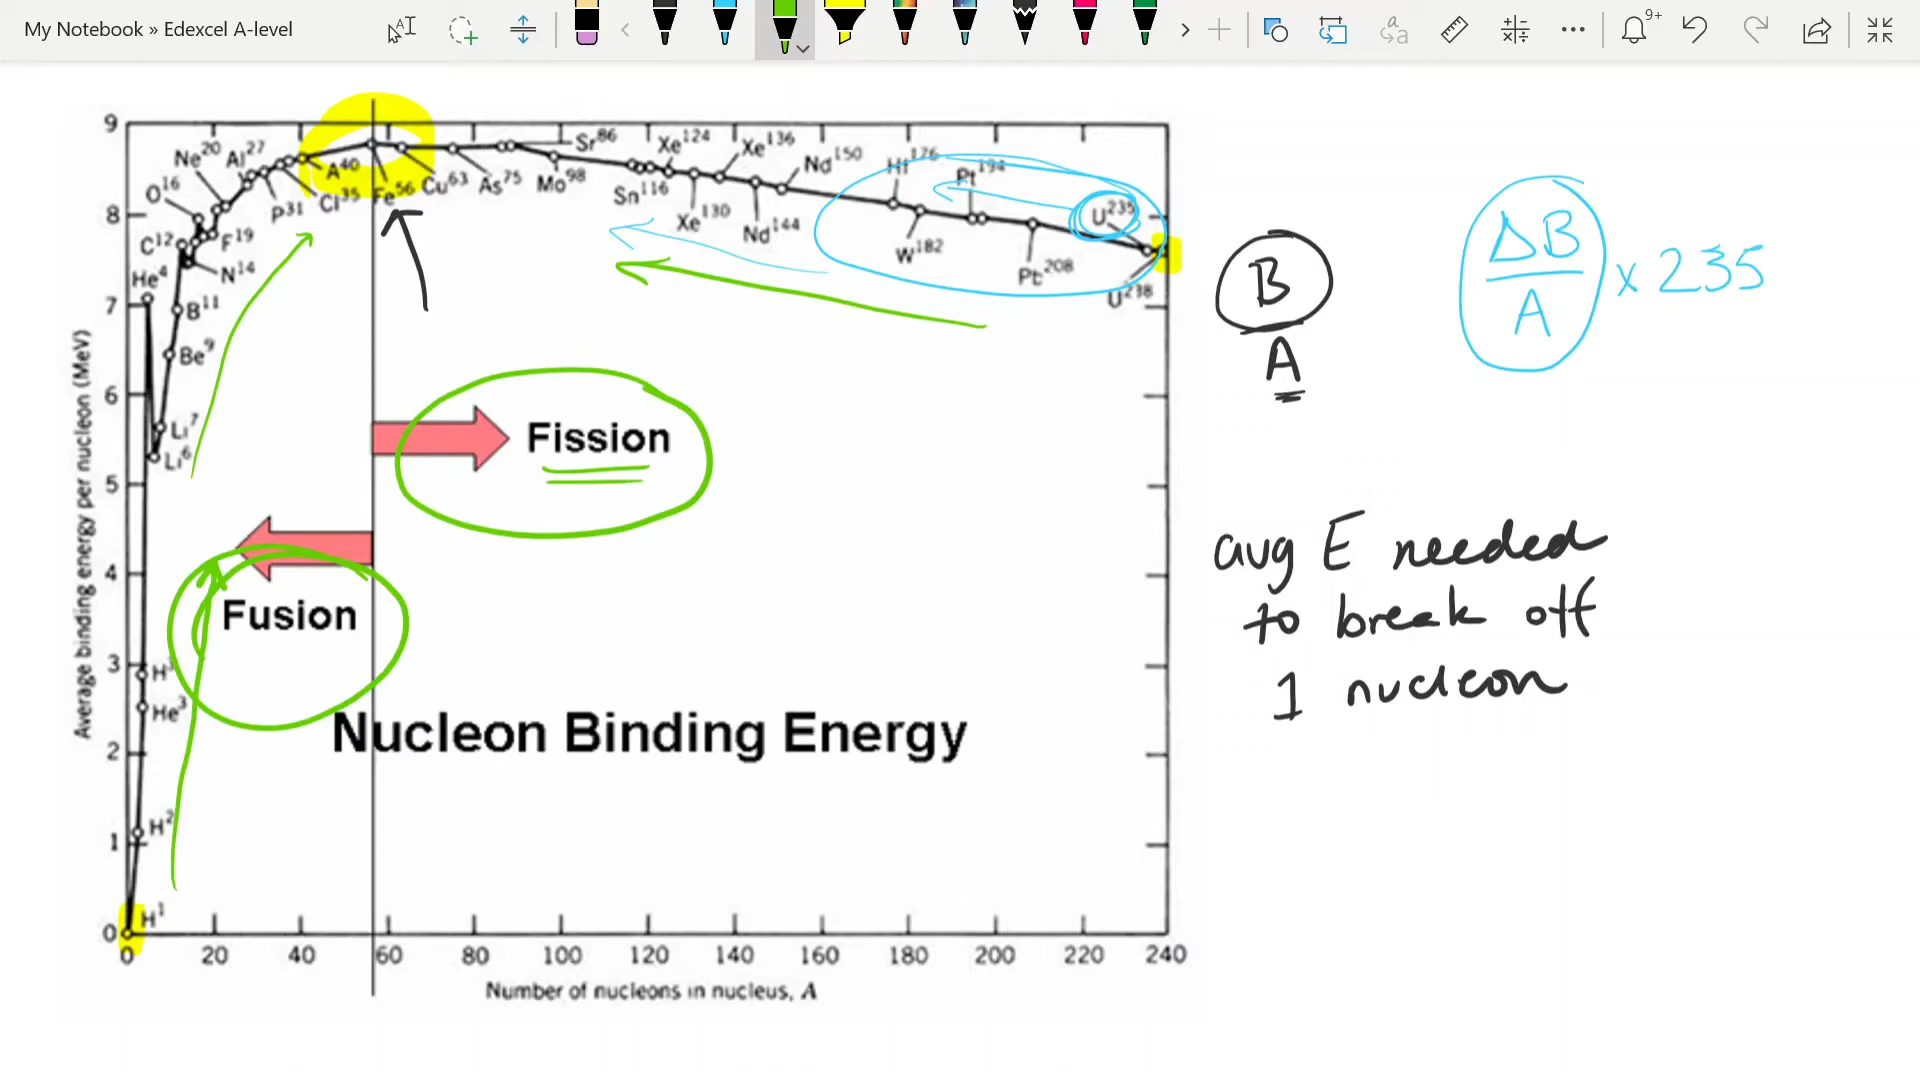 My Notebook » Edexcel A-level
9+
9
8
7
6
5
4
3
2
1
0
Average binding energy per nucleon (MeV)
O¹⁶
Ne²⁰
Al²⁷
C¹²
He⁴
F¹⁹
N¹⁴
B¹¹
Be⁹
Li⁷
Li⁶
P³¹
Cl³⁵
A⁴⁰
Fe⁵⁶
Cu⁶³
As⁷⁵
Sr⁸⁶
Mo⁹⁸
Sn¹¹⁶
Xe¹²⁴
Xe¹³⁰
Xe¹³⁶
Nd¹⁴⁴
Nd¹⁵⁰
Hf¹⁷⁶
W¹⁸²
Pt¹⁹⁴
Pb²⁰⁸
U²³⁵
U²³⁸
Fission
Fusion
He³
H²
H¹
Nucleon Binding Energy
0 20 40 60 80 100 120 140 160 180 200 220 240
Number of nucleons in nucleus, A
B
A
ΔB
A
x 235
avg E needed
to break off
1 nucleon